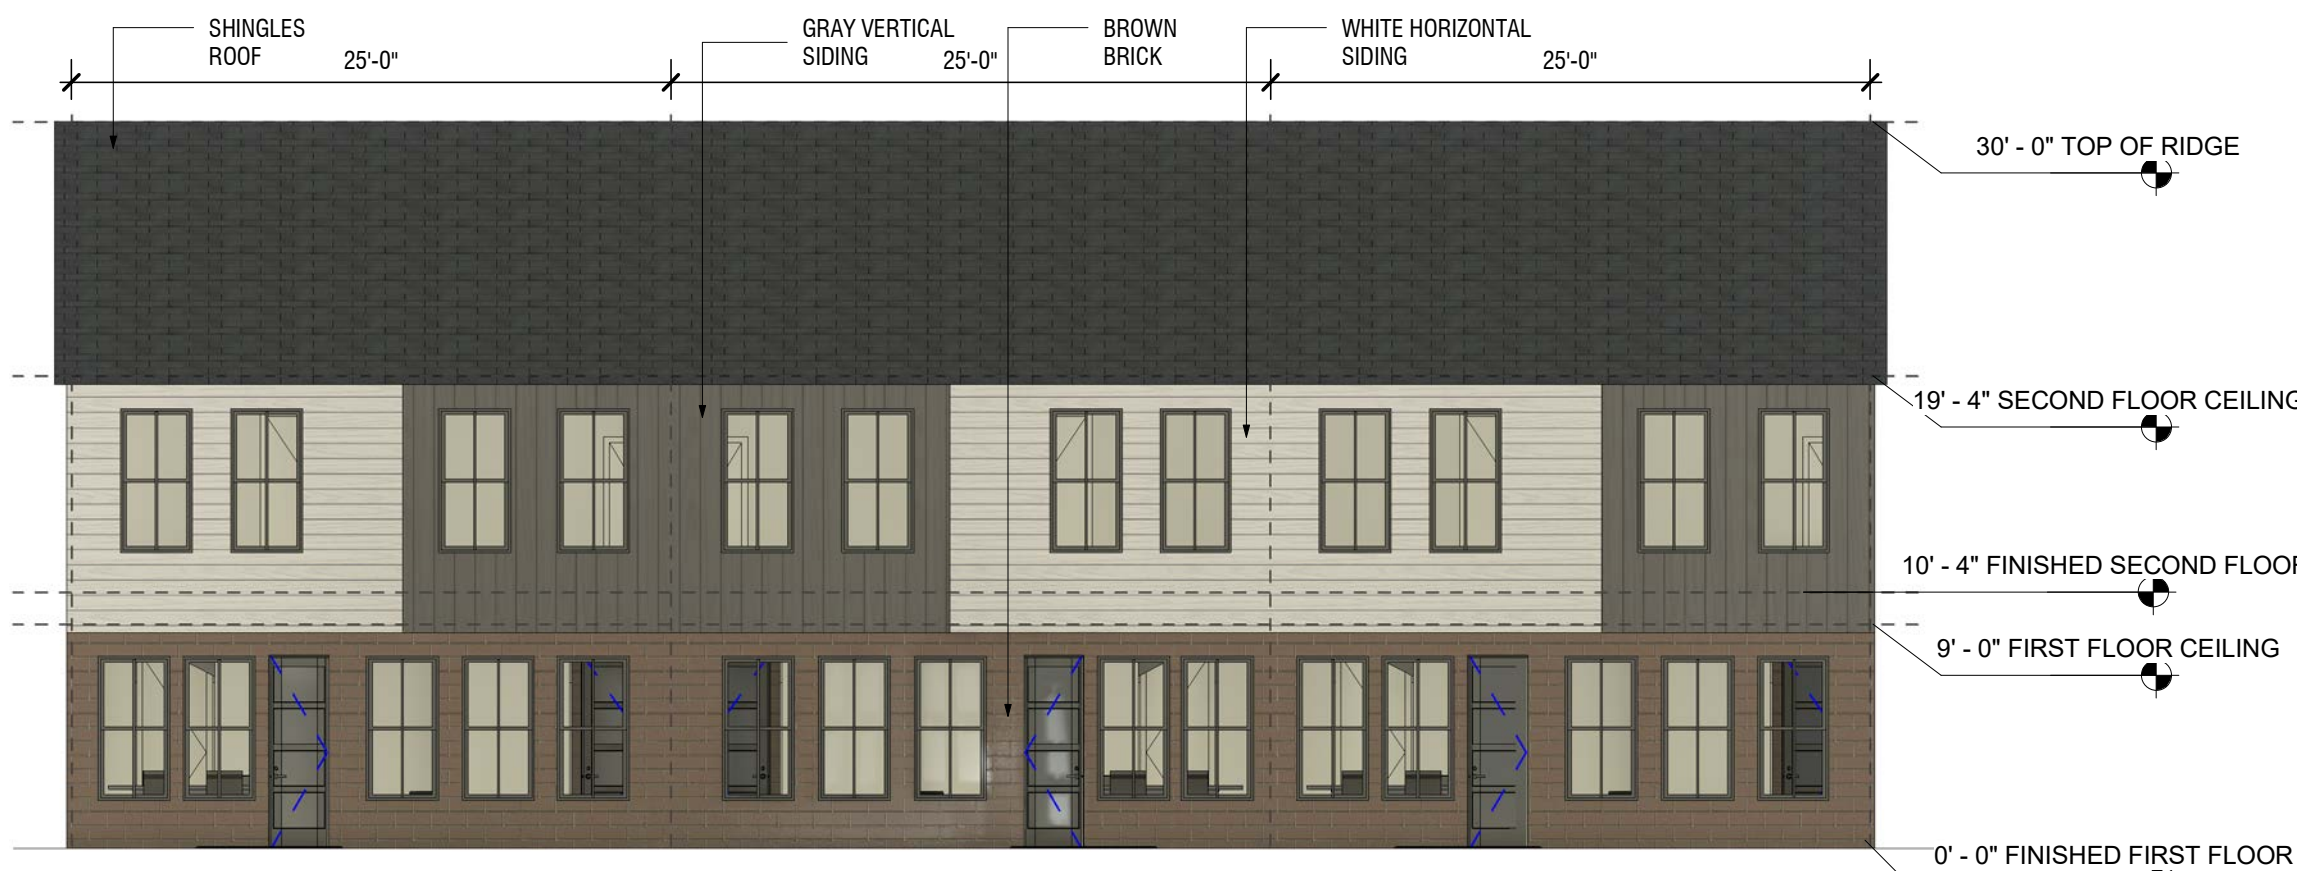 SHINGLES
ROOF
GRAY VERTICAL
SIDING
BROWN
BRICK
WHITE HORIZONTAL
SIDING
25'-0"
25'-0"
25'-0"
30' - 0" TOP OF RIDGE
19' - 4" SECOND FLOOR CEILING
10' - 4" FINISHED SECOND FLOOR
9' - 0" FIRST FLOOR CEILING
0' - 0" FINISHED FIRST FLOOR